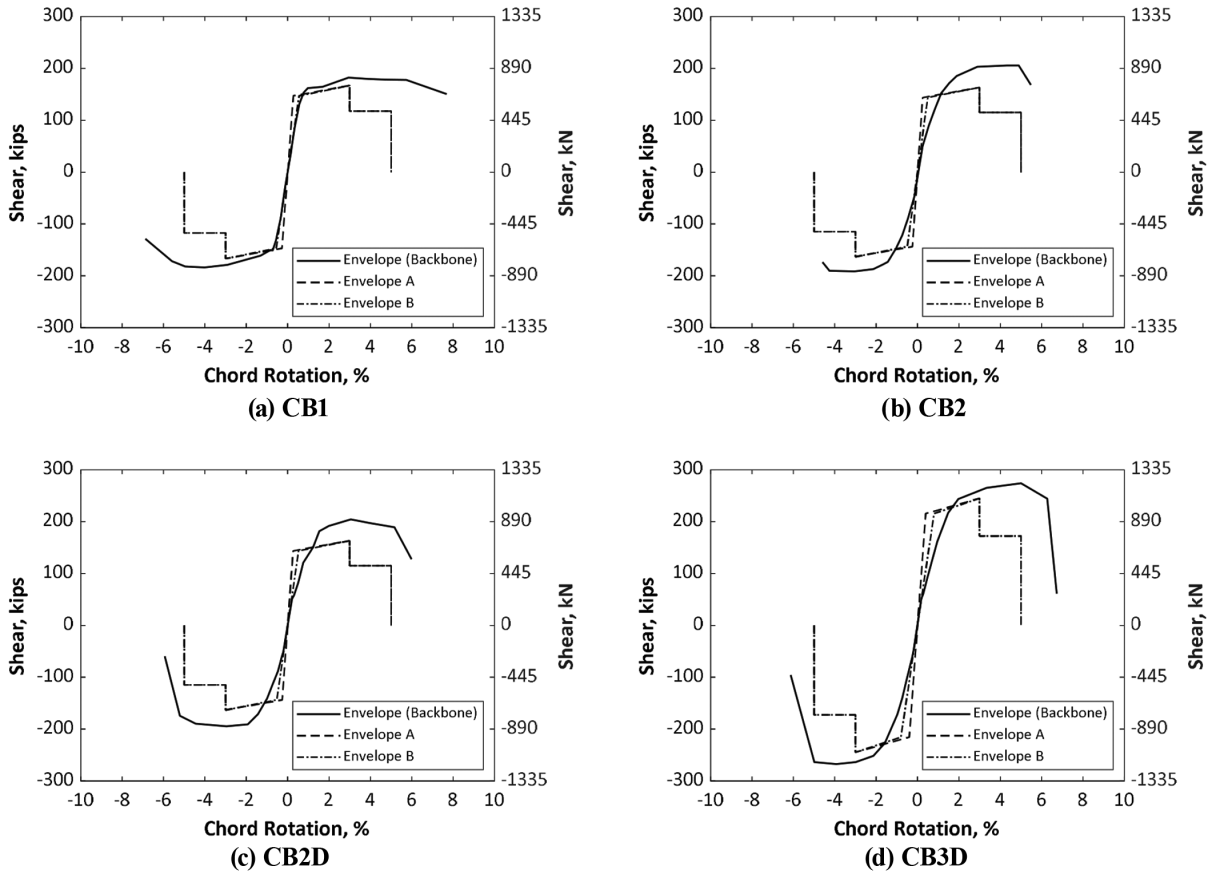 300
200
100
0
-100
-200
-300
1335
890
445
0
-445
-890
-1335
Shear, kips
Shear, kN
Envelope (Backbone)
Envelope A
Envelope B
-10 -8 -6 -4 -2 0 2 4 6 8 10
Chord Rotation, %
(a) CB1
300
200
100
0
-100
-200
-300
1335
890
445
0
-445
-890
-1335
Shear, kips
Shear, kN
Envelope (Backbone)
Envelope A
Envelope B
-10 -8 -6 -4 -2 0 2 4 6 8 10
Chord Rotation, %
(b) CB2
300
200
100
0
-100
-200
-300
1335
890
445
0
-445
-890
-1335
Shear, kips
Shear, kN
Envelope (Backbone)
Envelope A
Envelope B
-10 -8 -6 -4 -2 0 2 4 6 8 10
Chord Rotation, %
(c) CB2D
300
200
100
0
-100
-200
-300
1335
890
445
0
-445
-890
-1335
Shear, kips
Shear, kN
Envelope (Backbone)
Envelope A
Envelope B
-10 -8 -6 -4 -2 0 2 4 6 8 10
Chord Rotation, %
(d) CB3D